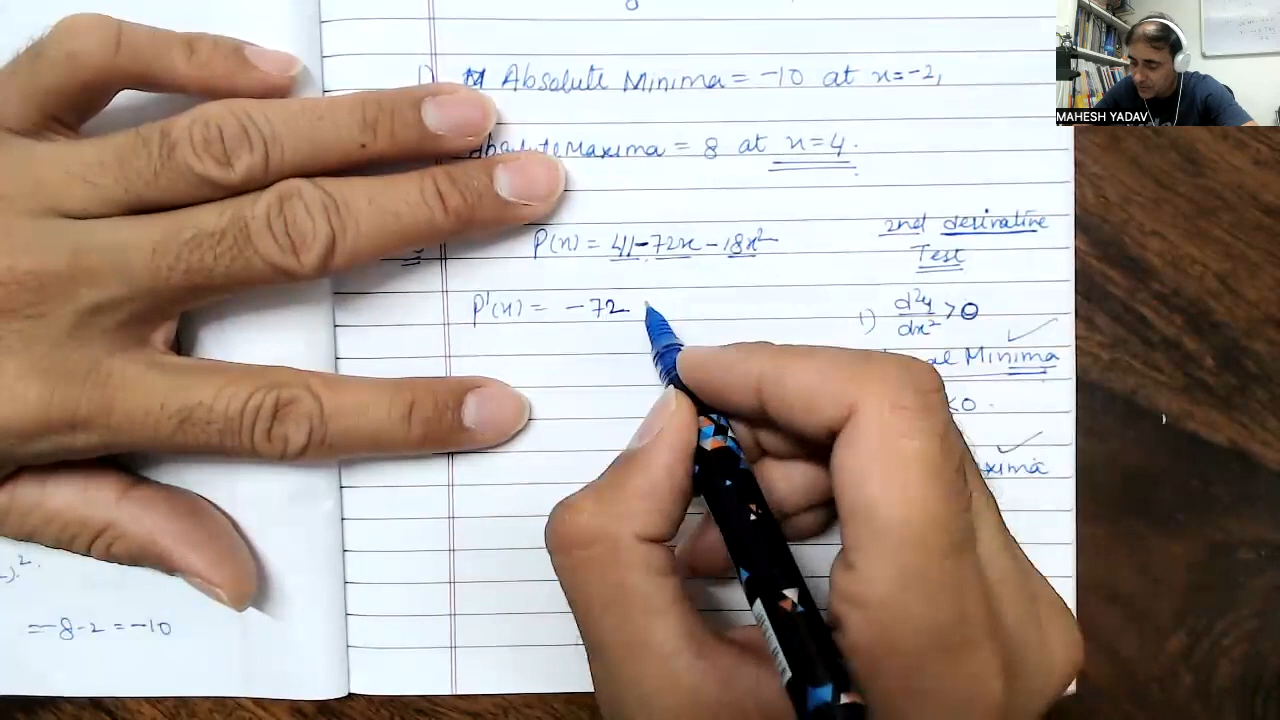 1) Absolute Minima = -10 at x=-2,
Absolute Maxima = 8 at x=4.
P(x) = 41-72x-18x²
P'(x) = -72
2nd derivative
Test
1) d²y/dx² >0
Minima
<0.
=-8-2=-10
MAHESH YADAV